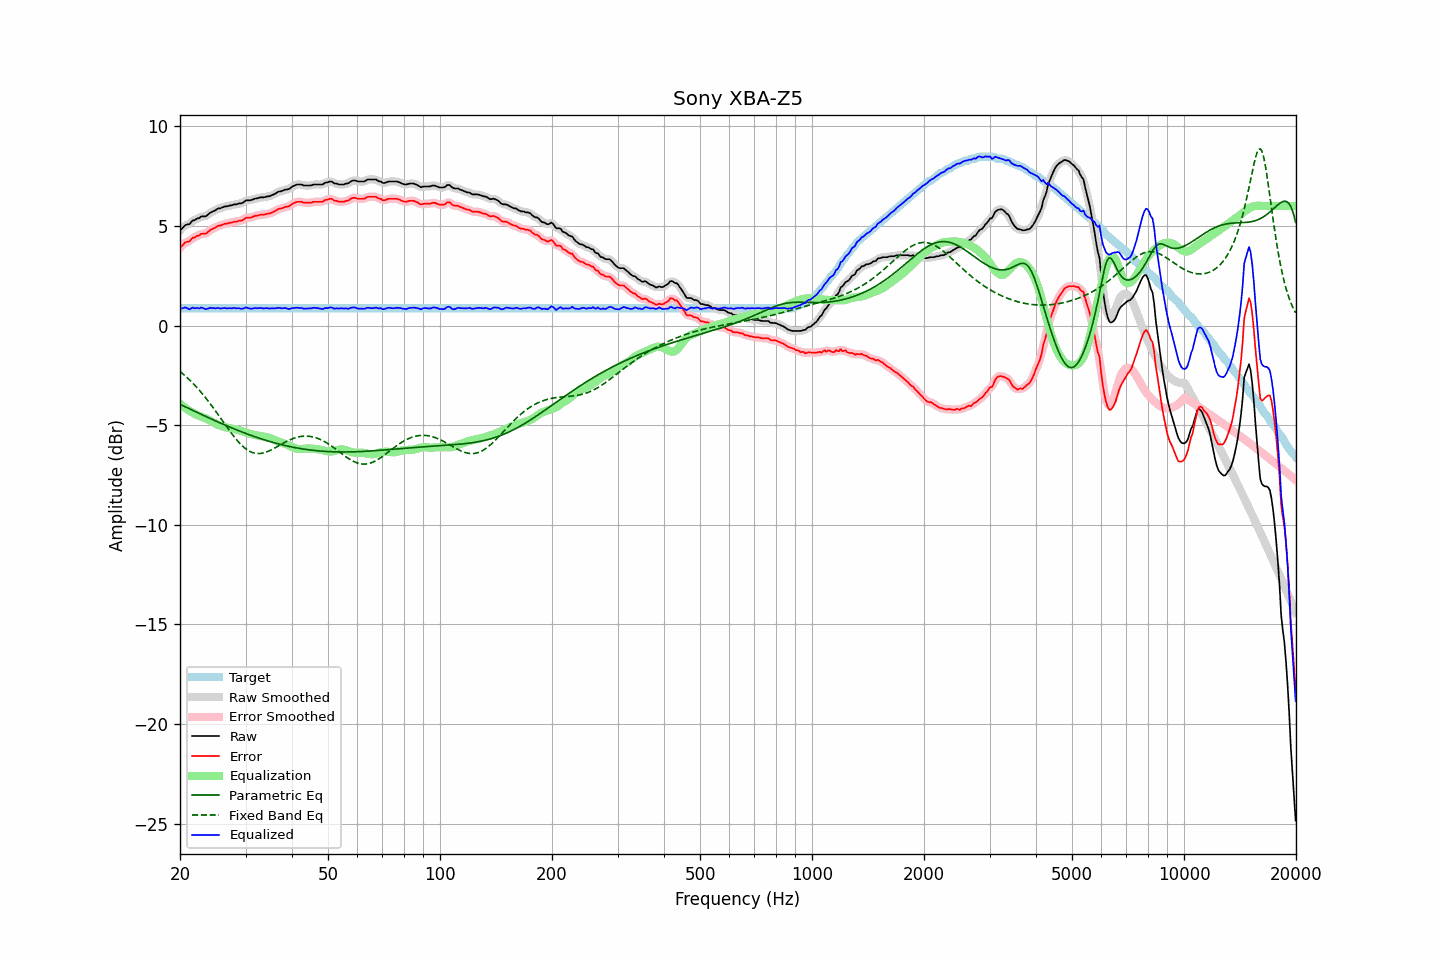 Sony XBA-Z5
Amplitude (dBr)
10
5
0
−5
−10
−15
−20
−25
Target
Raw Smoothed
Error Smoothed
Raw
Error
Equalization
Parametric Eq
Fixed Band Eq
Equalized
20 50 100 200 500 1000 2000 5000 10000 20000
Frequency (Hz)